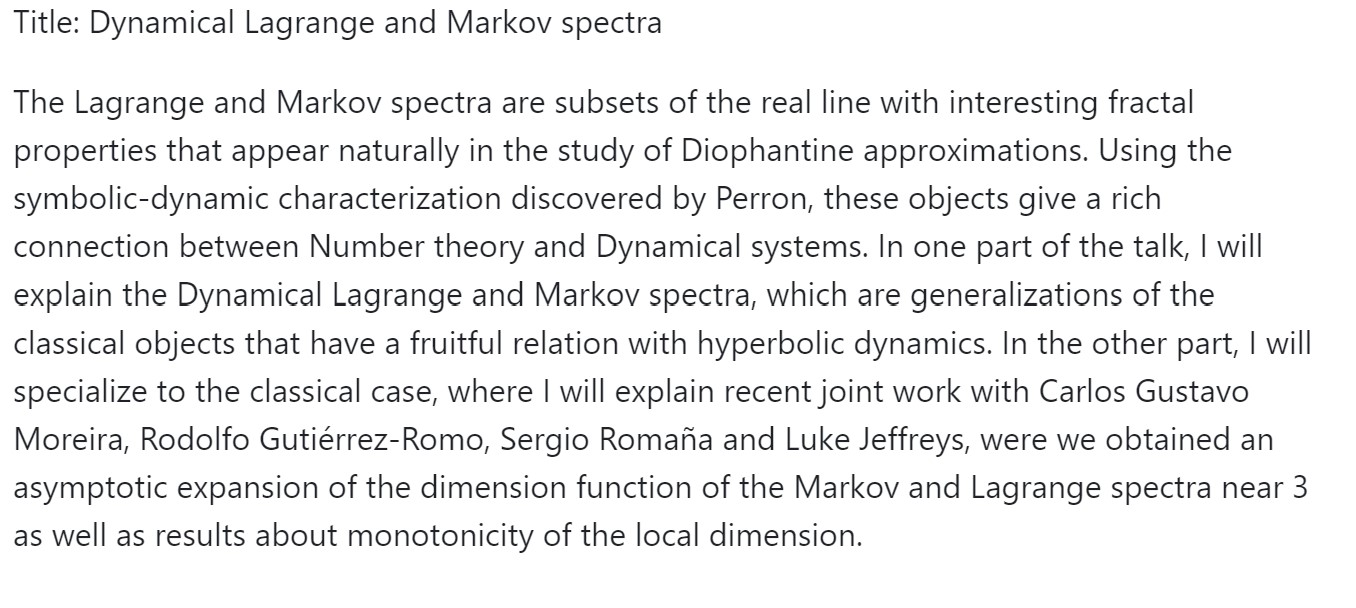 Title: Dynamical Lagrange and Markov spectra
The Lagrange and Markov spectra are subsets of the real line with interesting fractal
properties that appear naturally in the study of Diophantine approximations. Using the
symbolic-dynamic characterization discovered by Perron, these objects give a rich
connection between Number theory and Dynamical systems. In one part of the talk, I will
explain the Dynamical Lagrange and Markov spectra, which are generalizations of the
classical objects that have a fruitful relation with hyperbolic dynamics. In the other part, I will
specialize to the classical case, where I will explain recent joint work with Carlos Gustavo
Moreira, Rodolfo Gutiérrez-Romo, Sergio Romaña and Luke Jeffreys, were we obtained an
asymptotic expansion of the dimension function of the Markov and Lagrange spectra near 3
as well as results about monotonicity of the local dimension.